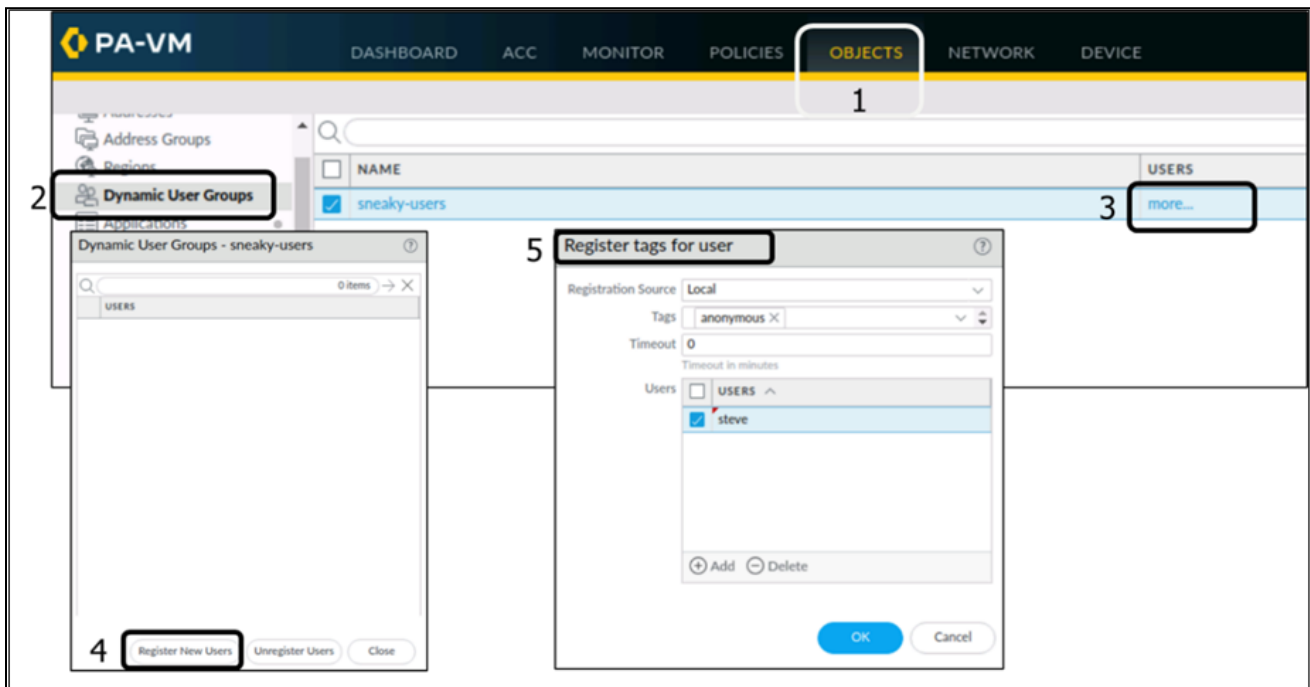 PA-VM
DASHBOARD ACC MONITOR POLICIES OBJECTS NETWORK DEVICE
1
Addresses
Address Groups
Regions
NAME USERS
2 Dynamic User Groups
sneaky-users 3 more...
Applications
Dynamic User Groups - sneaky-users
0 items
USERS
4 Register New Users Unregister Users Close
5 Register tags for user
Registration Source Local
Tags anonymous
Timeout 0
Timeout in minutes
Users USERS
steve
Add Delete
OK Cancel